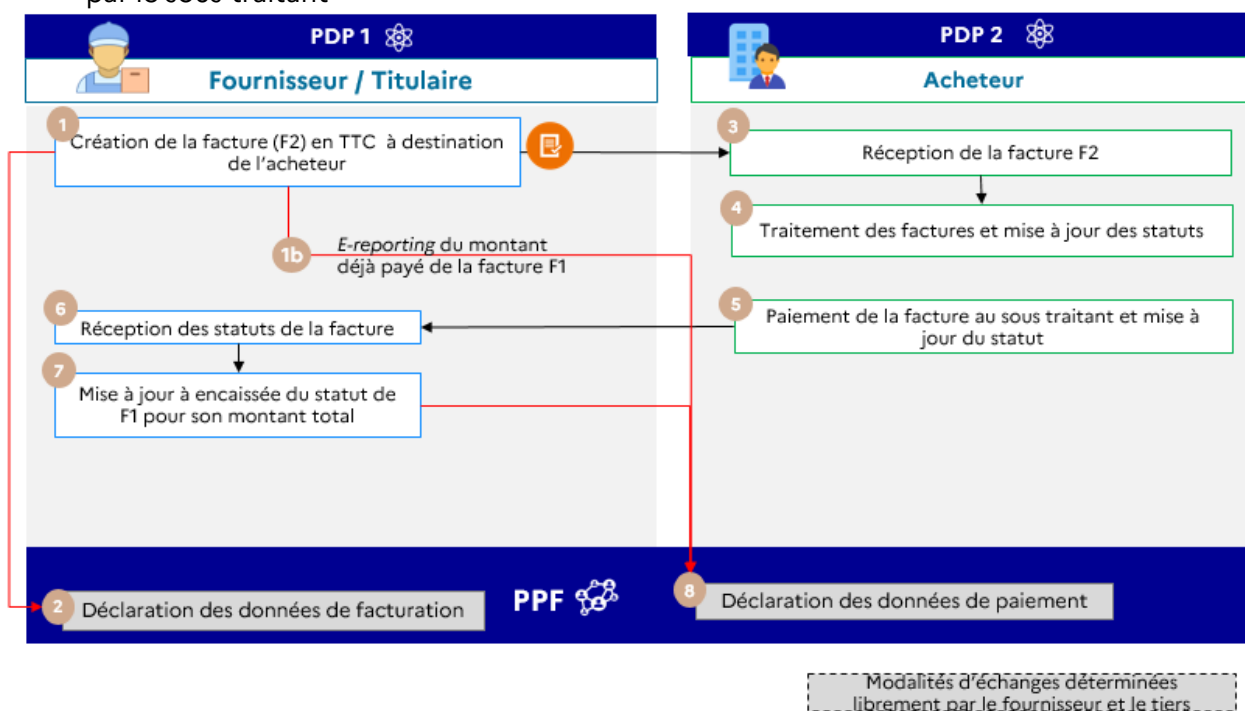 par le sous-traitant
PDP 1
Fournisseur / Titulaire
1
Création de la facture (F2) en TTC à destination
de l'acheteur
1b
E-reporting du montant
déjà payé de la facture F1
6
Réception des statuts de la facture
7
Mise à jour à encaissée du statut de
F1 pour son montant total
PDP 2
Acheteur
3
Réception de la facture F2
4
Traitement des factures et mise à jour des statuts
5
Paiement de la facture au sous traitant et mise à
jour du statut
2
Déclaration des données de facturation
PPF
8
Déclaration des données de paiement
Modalités d'échanges déterminées
librement par le fournisseur et le tiers